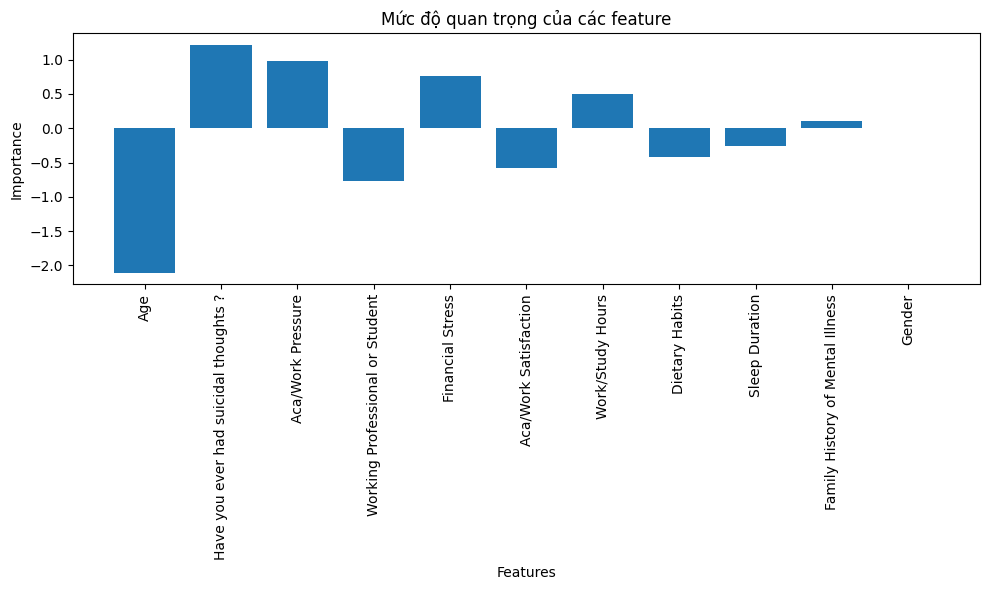 Mức độ quan trọng của các feature
Importance
1.0
0.5
0.0
−0.5
−1.0
−1.5
−2.0
Age
Have you ever had suicidal thoughts ?
Aca/Work Pressure
Working Professional or Student
Financial Stress
Aca/Work Satisfaction
Work/Study Hours
Dietary Habits
Sleep Duration
Family History of Mental Illness
Gender
Features